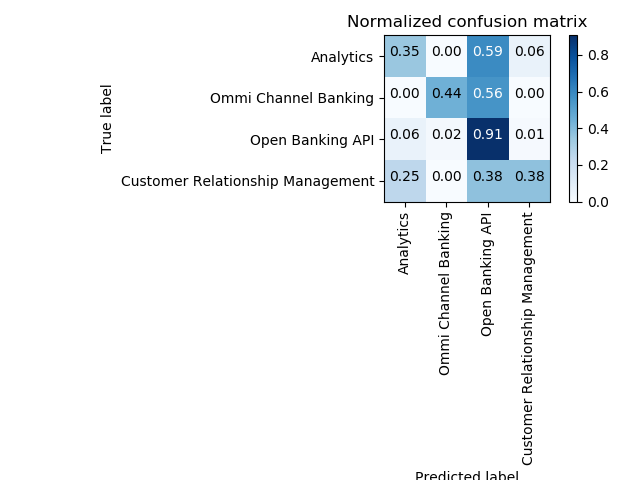 Normalized confusion matrix
True label
Analytics 0.35 0.00 0.59 0.06
Ommi Channel Banking 0.00 0.44 0.56 0.00
Open Banking API 0.06 0.02 0.91 0.01
Customer Relationship Management 0.25 0.00 0.38 0.38
0.8
0.6
0.4
0.2
0.0
Analytics
Ommi Channel Banking
Open Banking API
Customer Relationship Management
Predicted label